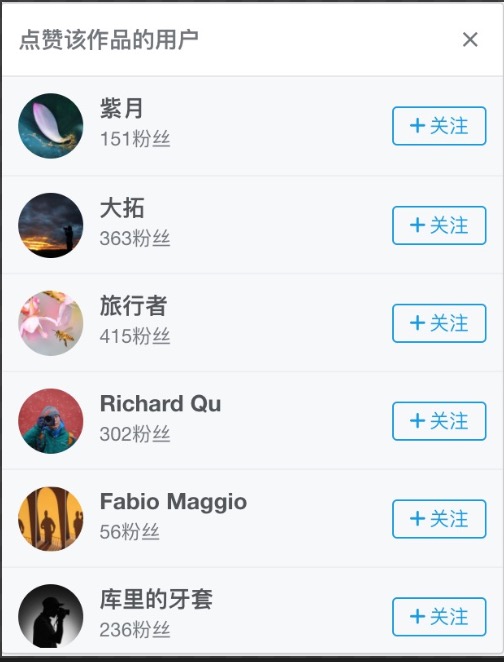 点赞该作品的用户
紫月
151粉丝
+关注
大拓
363粉丝
+关注
旅行者
415粉丝
+关注
Richard Qu
302粉丝
+关注
Fabio Maggio
56粉丝
+关注
库里的牙套
236粉丝
+关注